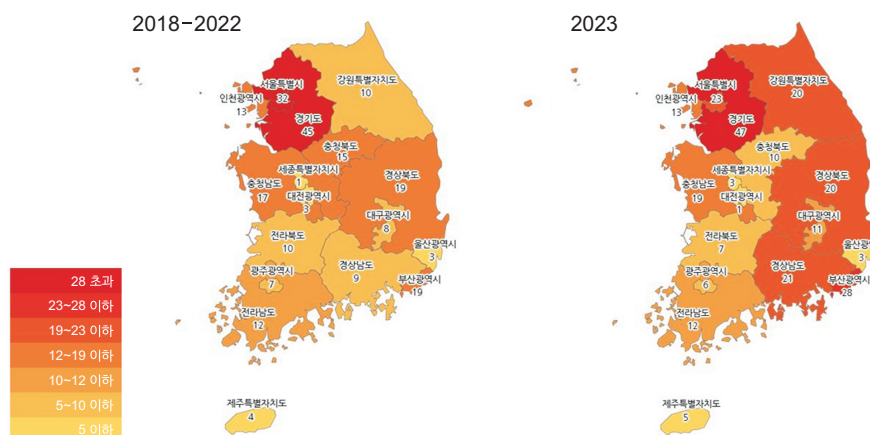 2018-2022
서울특별시
32
강원특별자치도
10
인천광역시
13
경기도
45
충청북도
15
세종특별자치시
1
경상북도
19
충청남도
17
대전광역시
3
대구광역시
8
전라북도
10
울산광역시
3
광주광역시
7
경상남도
9
부산광역시
19
전라남도
12
제주특별자치도
4
2023
서울특별시
23
강원특별자치도
20
인천광역시
13
경기도
47
충청북도
10
세종특별자치시
3
경상북도
20
충청남도
19
대전광역시
1
대구광역시
11
전라북도
7
울산광역시
3
광주광역시
6
경상남도
21
부산광역시
28
전라남도
12
제주특별자치도
5
28 초과
23~28 이하
19~23 이하
12~19 이하
10~12 이하
5~10 이하
5 이하